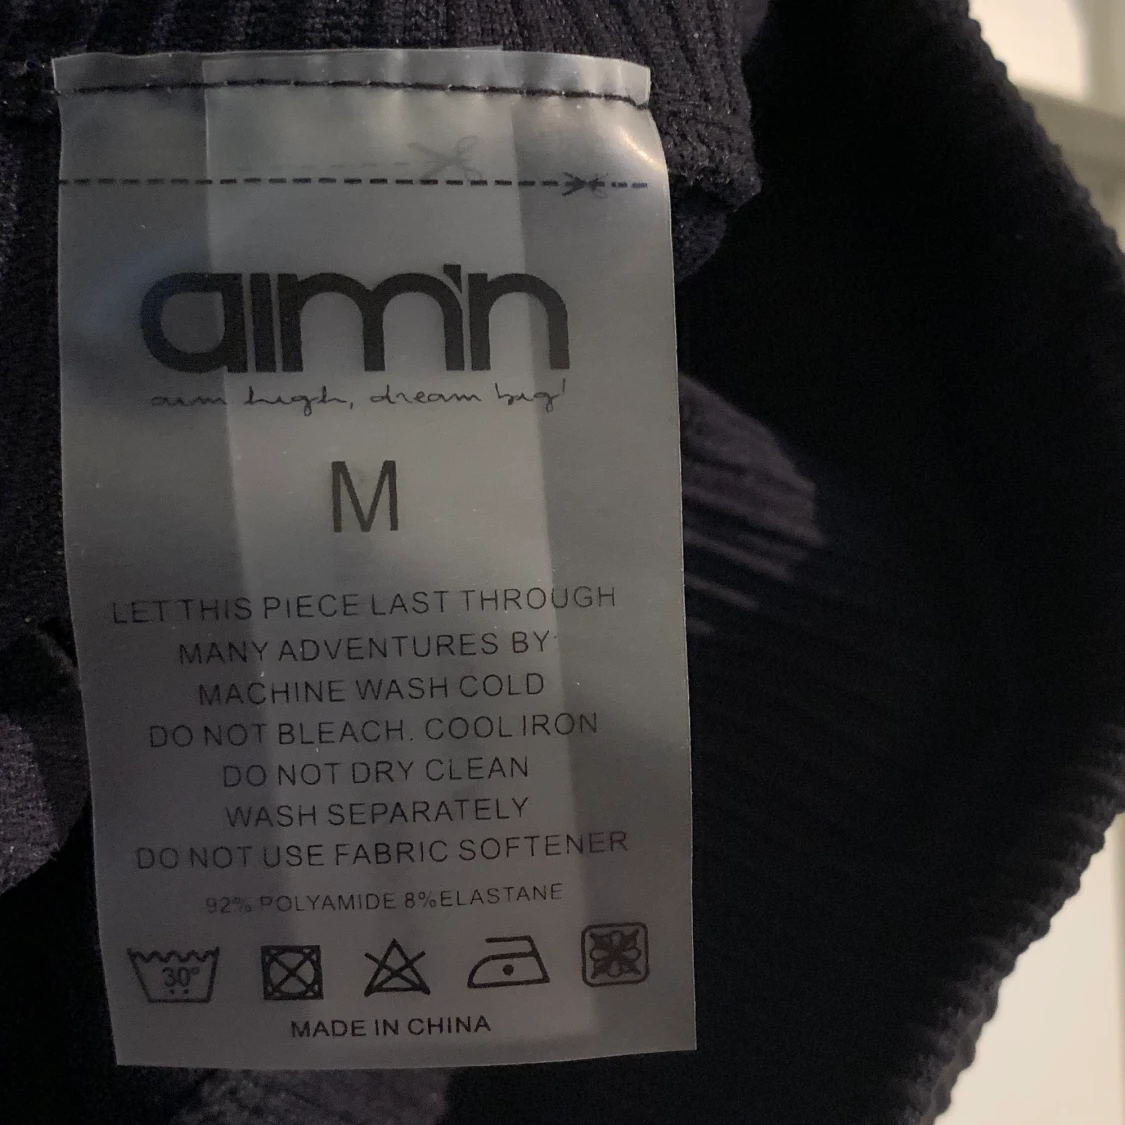 aim'n
aim high, dream big!
M
LET THIS PIECE LAST THROUGH
MANY ADVENTURES BY:
MACHINE WASH COLD
DO NOT BLEACH. COOL IRON
DO NOT DRY CLEAN
WASH SEPARATELY
DO NOT USE FABRIC SOFTENER
92% POLYAMIDE 8%ELASTANE
30°
MADE IN CHINA